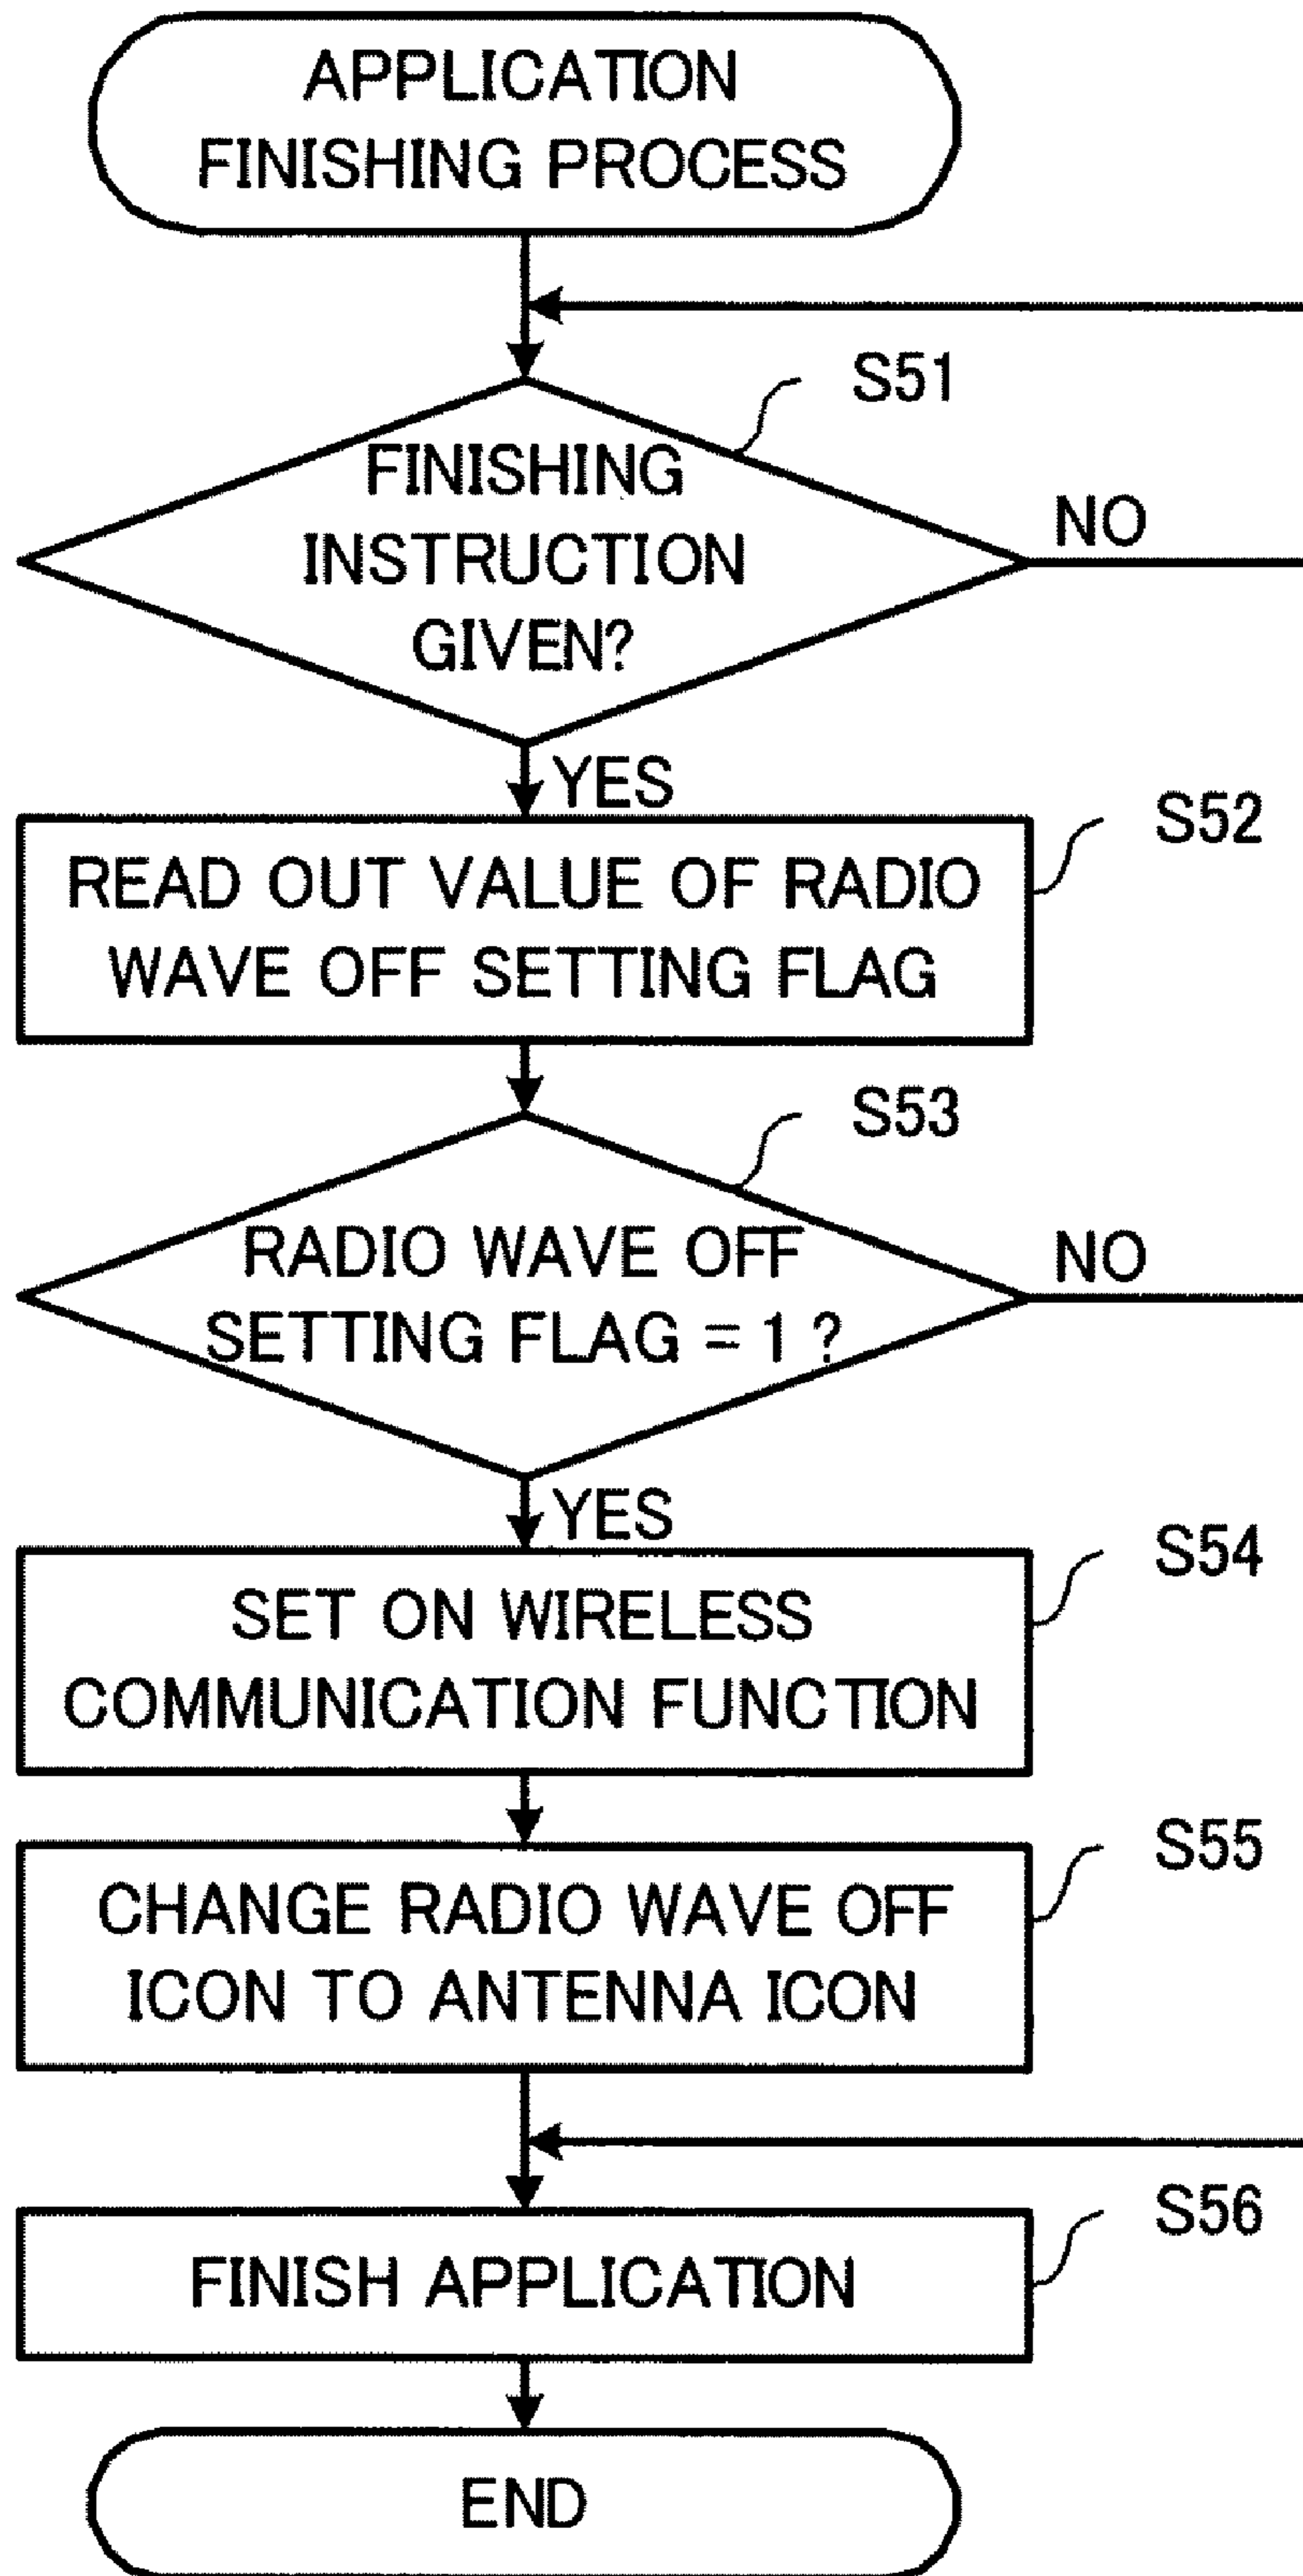 APPLICATION
FINISHING PROCESS
S51
FINISHING
INSTRUCTION
GIVEN?
NO
YES
S52
READ OUT VALUE OF RADIO
WAVE OFF SETTING FLAG
S53
RADIO WAVE OFF
SETTING FLAG = 1 ?
NO
YES
S54
SET ON WIRELESS
COMMUNICATION FUNCTION
S55
CHANGE RADIO WAVE OFF
ICON TO ANTENNA ICON
S56
FINISH APPLICATION
END